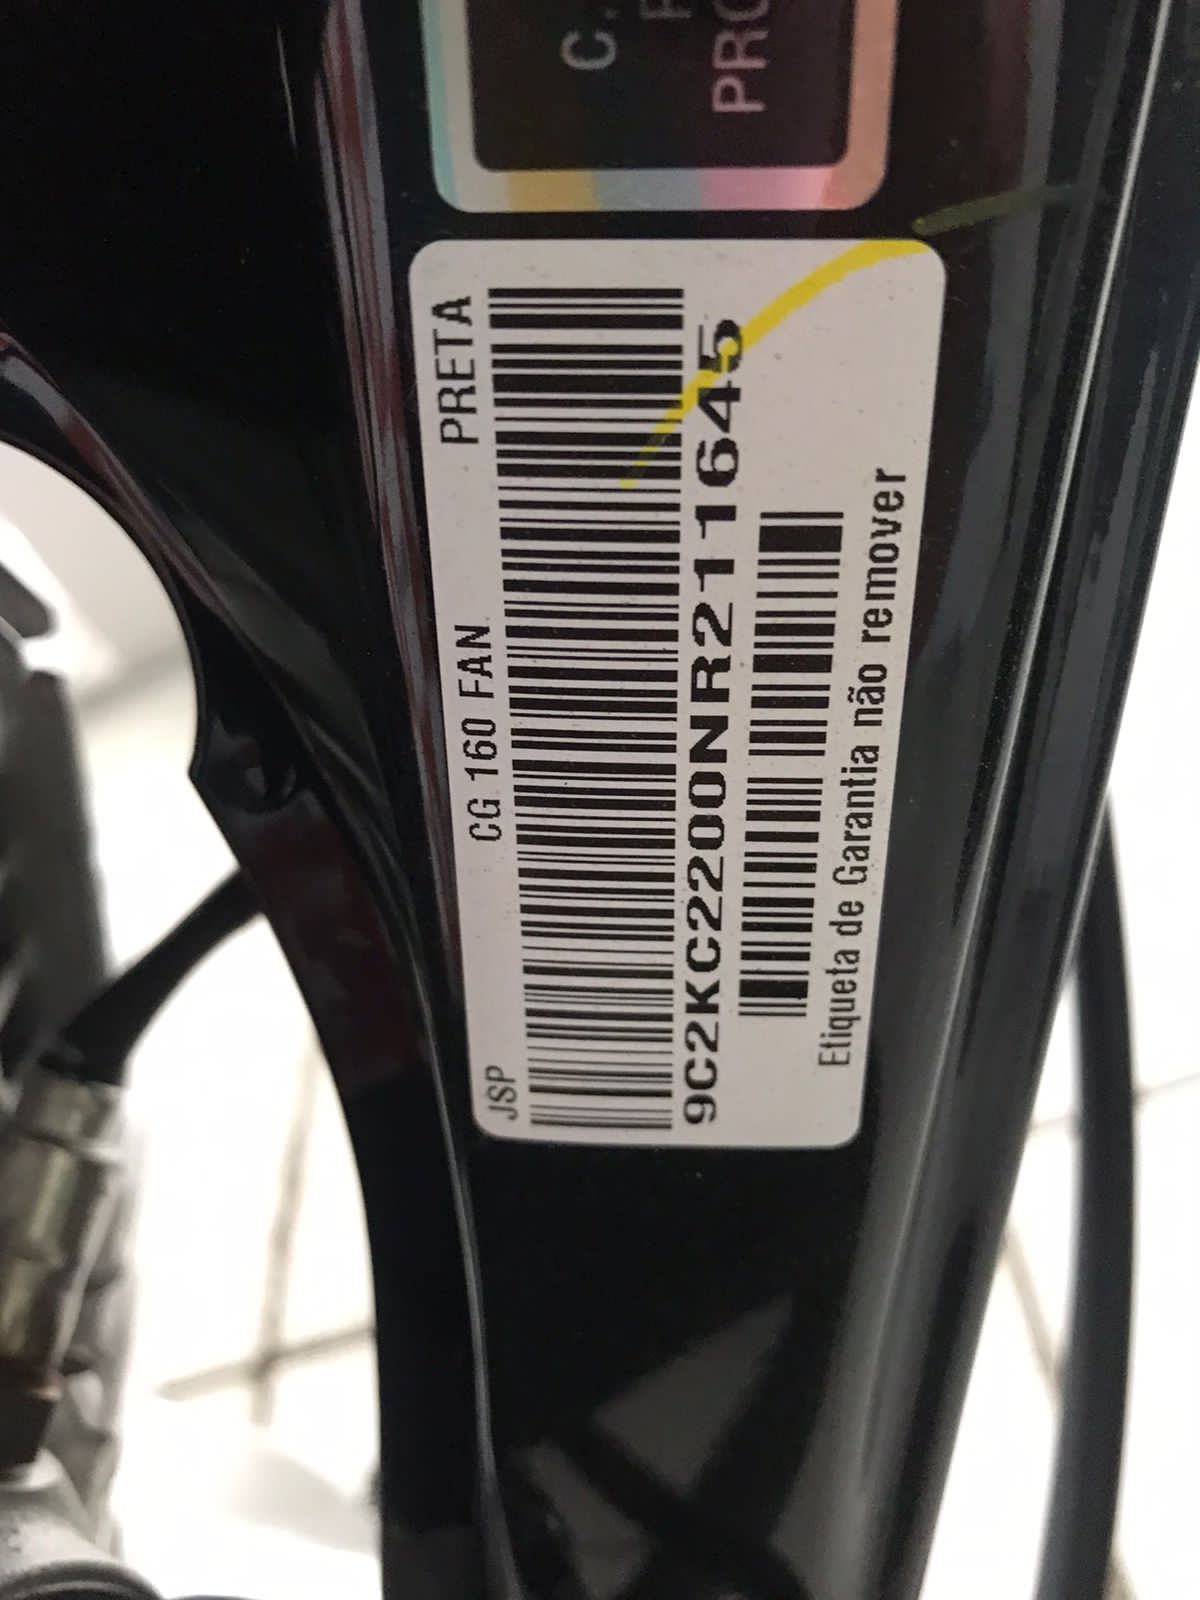 JSP CG 160 FAN PRETA
9C2KC2200NR211645
Etiqueta de Garantia não remover